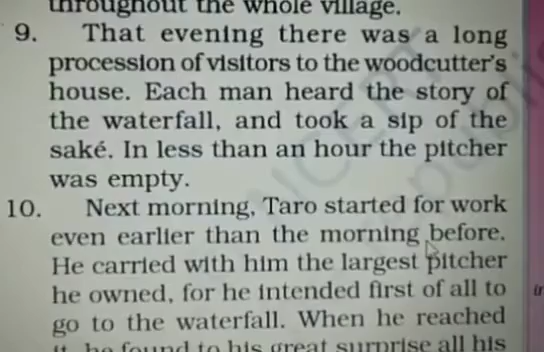 throughout the whole village.
9. That evening there was a long
procession of visitors to the woodcutter's
house. Each man heard the story of
the waterfall, and took a sip of the
saké. In less than an hour the pitcher
was empty.
10. Next morning, Taro started for work
even earlier than the morning before.
He carried with him the largest pitcher
he owned, for he intended first of all to
go to the waterfall. When he reached
it, he found to his great surprise all his